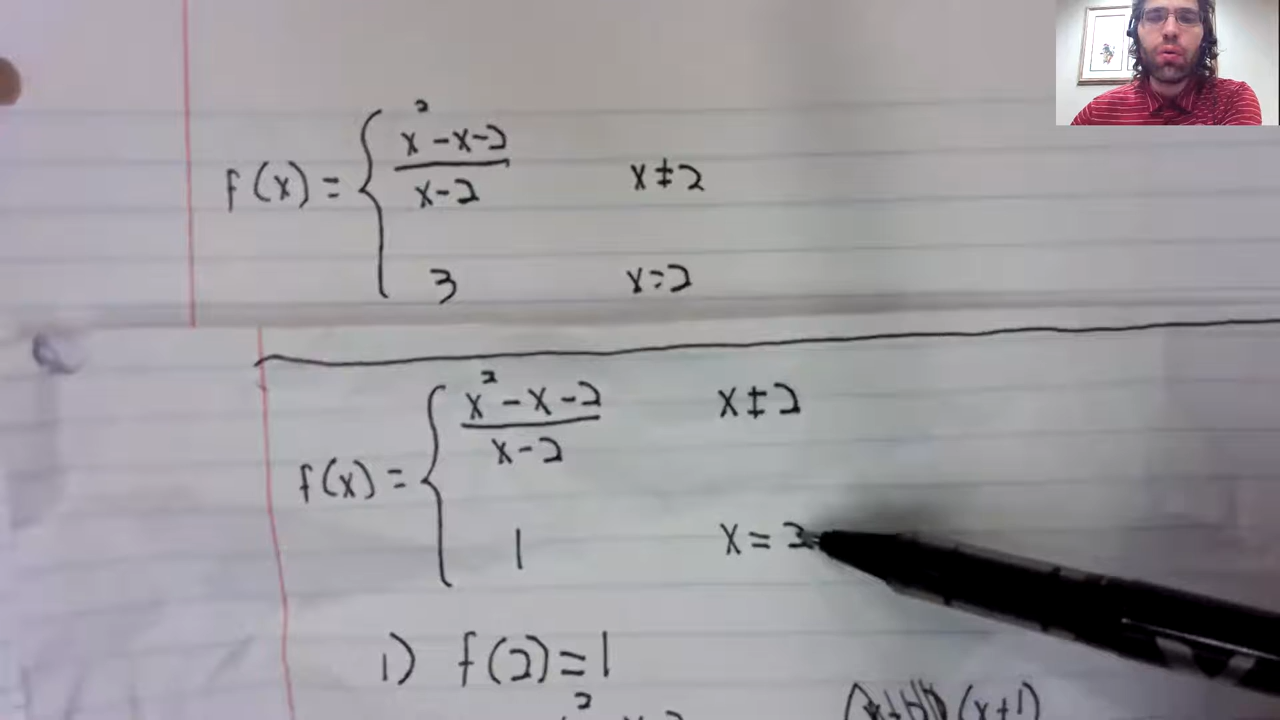 x² - x - 2
f(x) = { ―――― x ≠ 2
x - 2
3 x = 2
x² - x - 2
f(x) = { ―――― x ≠ 2
x - 2
1 x = 2
1) f(2) = 1
(x+1)